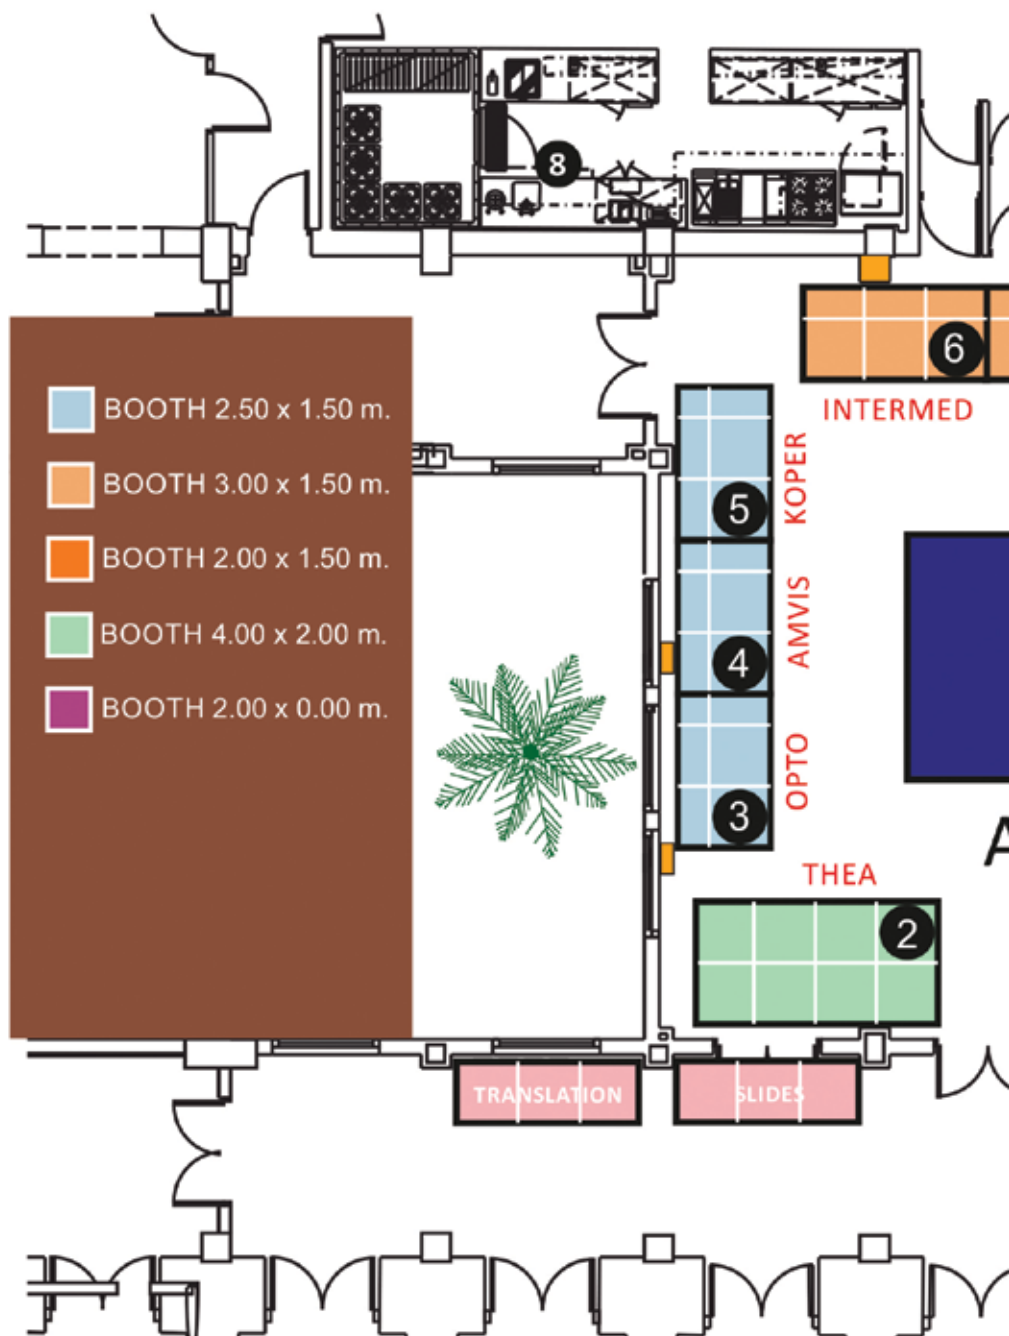 8
6
INTERMED
BOOTH 2.50 x 1.50 m.
BOOTH 3.00 x 1.50 m.
BOOTH 2.00 x 1.50 m.
BOOTH 4.00 x 2.00 m.
BOOTH 2.00 x 0.00 m.
5
KOPER
4
AMVIS
3
OPTO
A
THEA
2
TRANSLATION
SLIDES